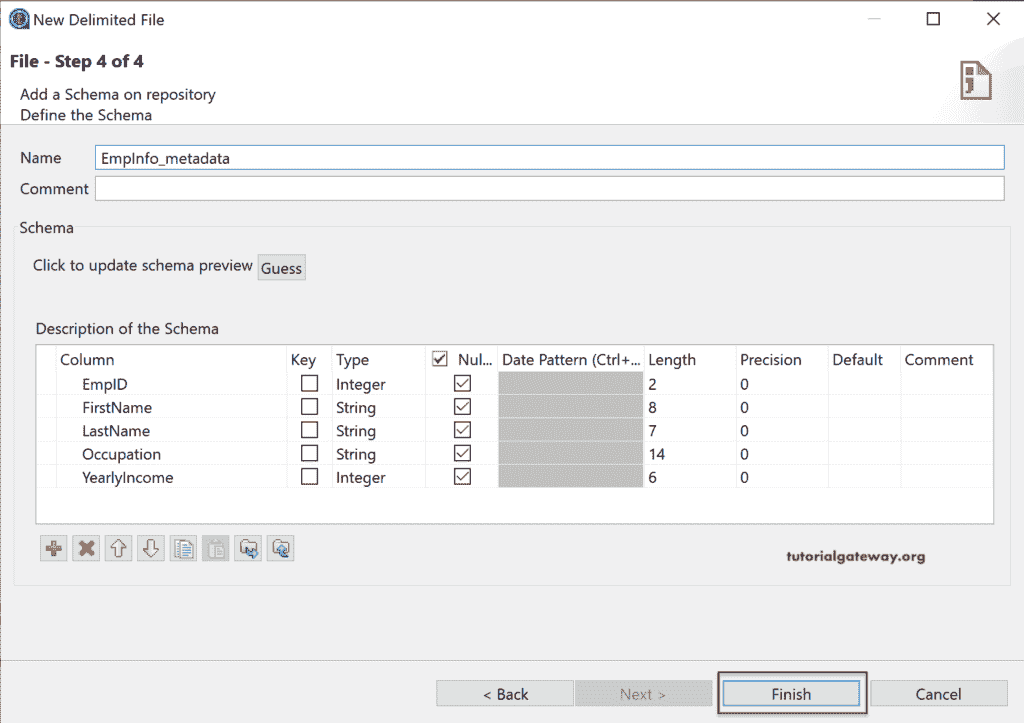 New Delimited File
File - Step 4 of 4
Add a Schema on repository
Define the Schema
Name EmpInfo_metadata
Comment
Schema
Click to update schema preview Guess
Description of the Schema
Column Key Type Nul... Date Pattern (Ctrl+... Length Precision Default Comment
EmpID Integer 2 0
FirstName String 8 0
LastName String 7 0
Occupation String 14 0
YearlyIncome Integer 6 0
tutorialgateway.org
< Back Next > Finish Cancel